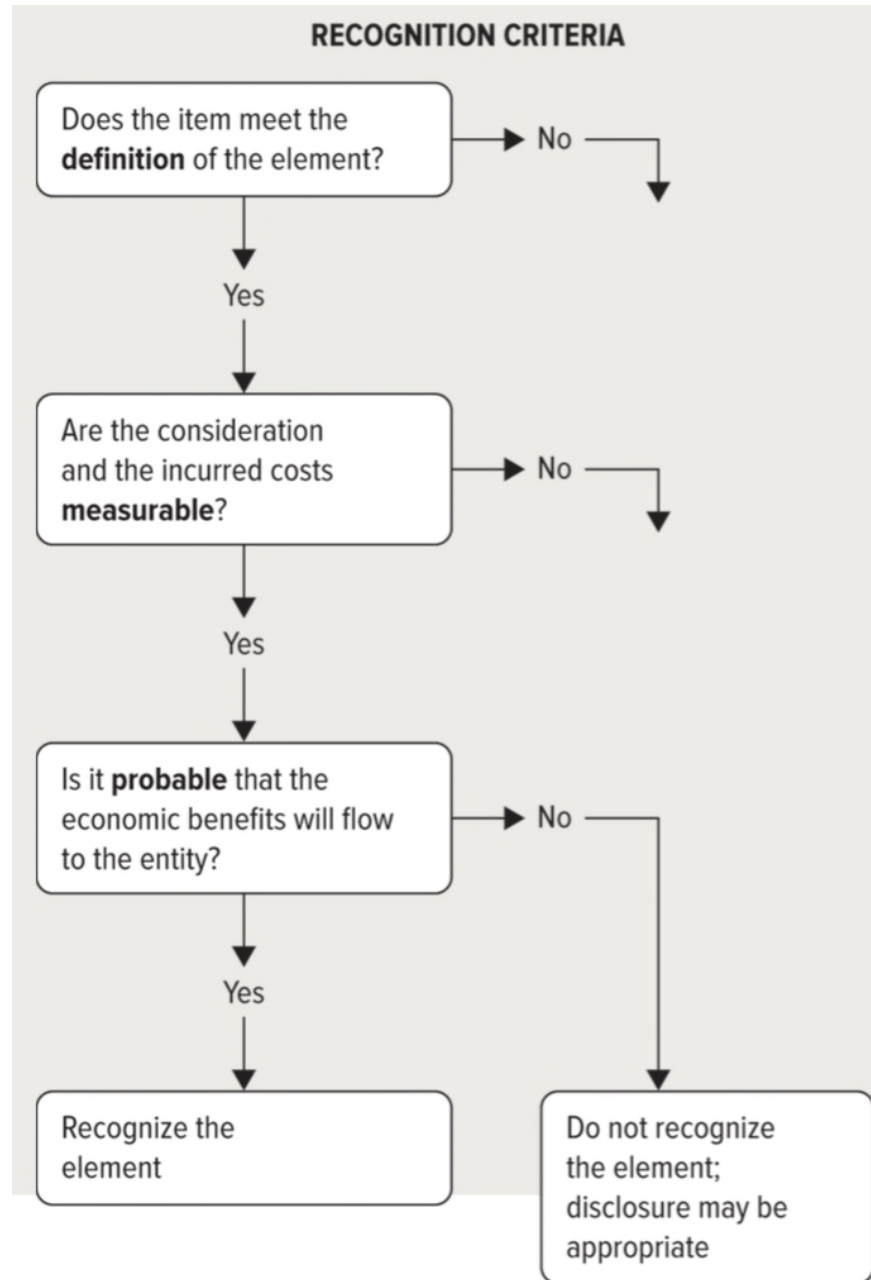 RECOGNITION CRITERIA
Does the item meet the
definition of the element?
No
Yes
Are the consideration
and the incurred costs
measurable?
No
Yes
Is it probable that the
economic benefits will flow
to the entity?
No
Yes
Recognize the
element
Do not recognize
the element;
disclosure may be
appropriate